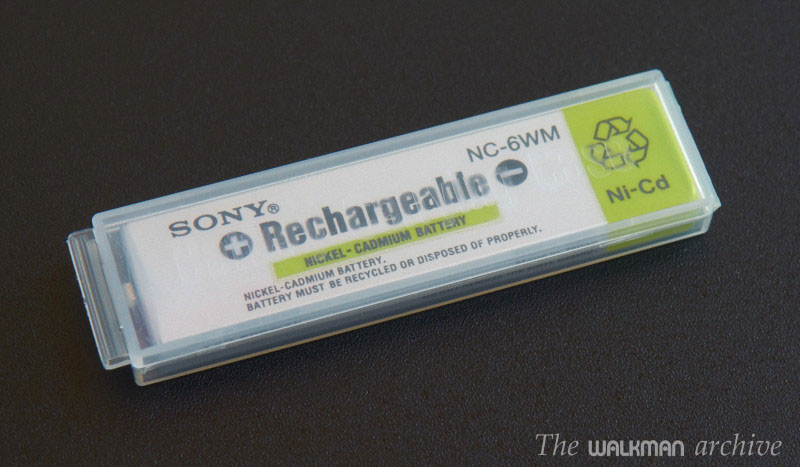 SONY®
NC-6WM
+ Rechargeable -
NICKEL-CADMIUM BATTERY
NICKEL-CADMIUM BATTERY.
BATTERY MUST BE RECYCLED OR DISPOSED OF PROPERLY.
Ni-Cd
The WALKMAN archive